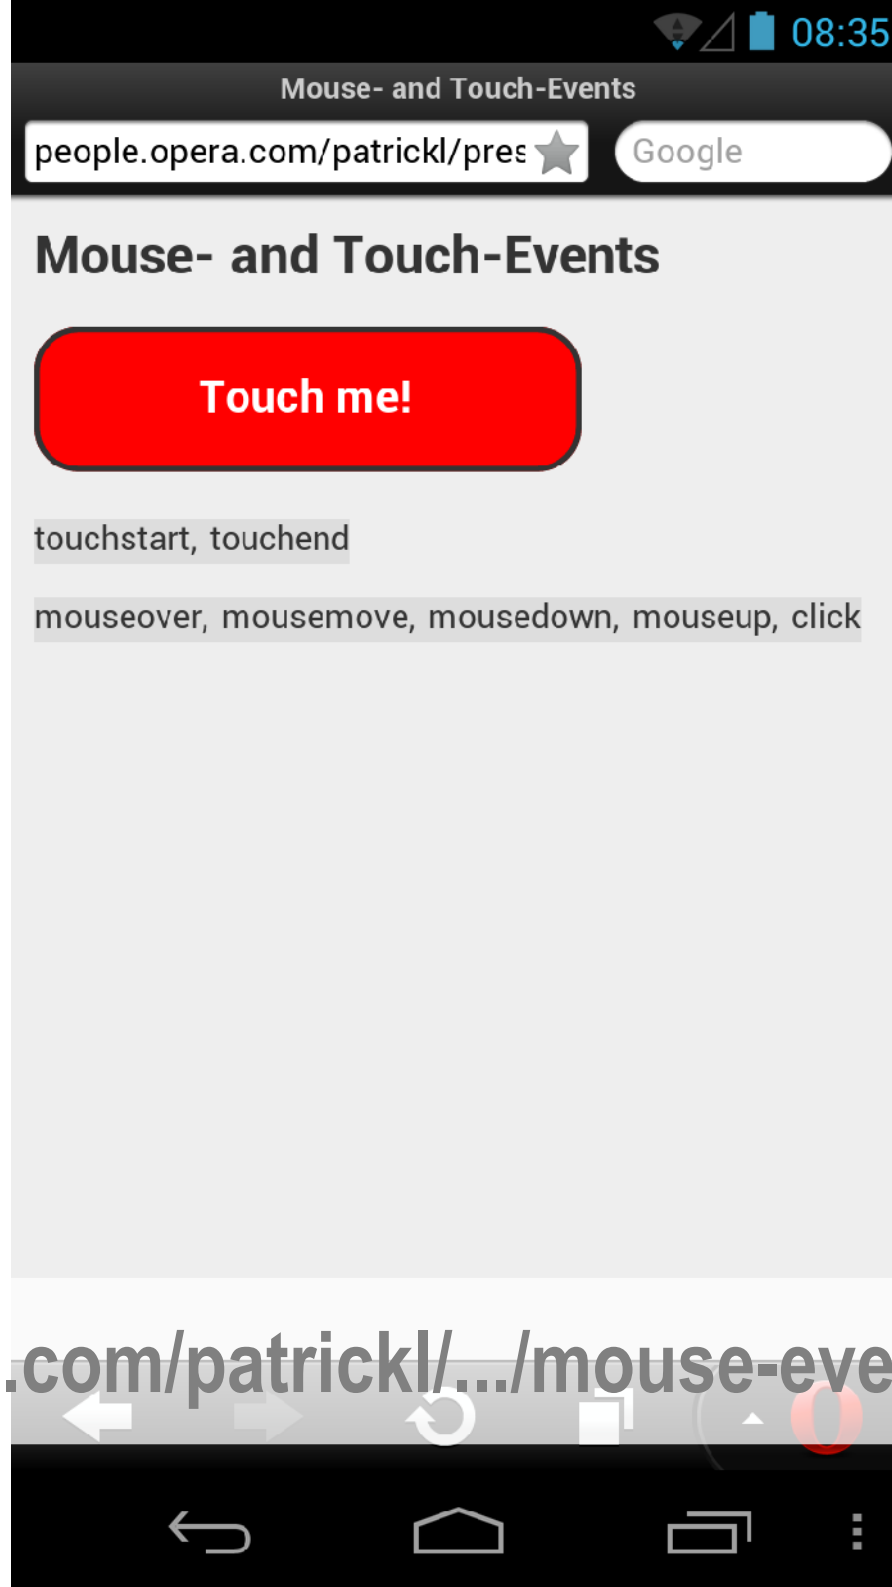 08:35
Mouse- and Touch-Events
people.opera.com/patrickl/pres
Google
Mouse- and Touch-Events
Touch me!
touchstart, touchend
mouseover, mousemove, mousedown, mouseup, click
.com/patrickl/.../mouse-eve